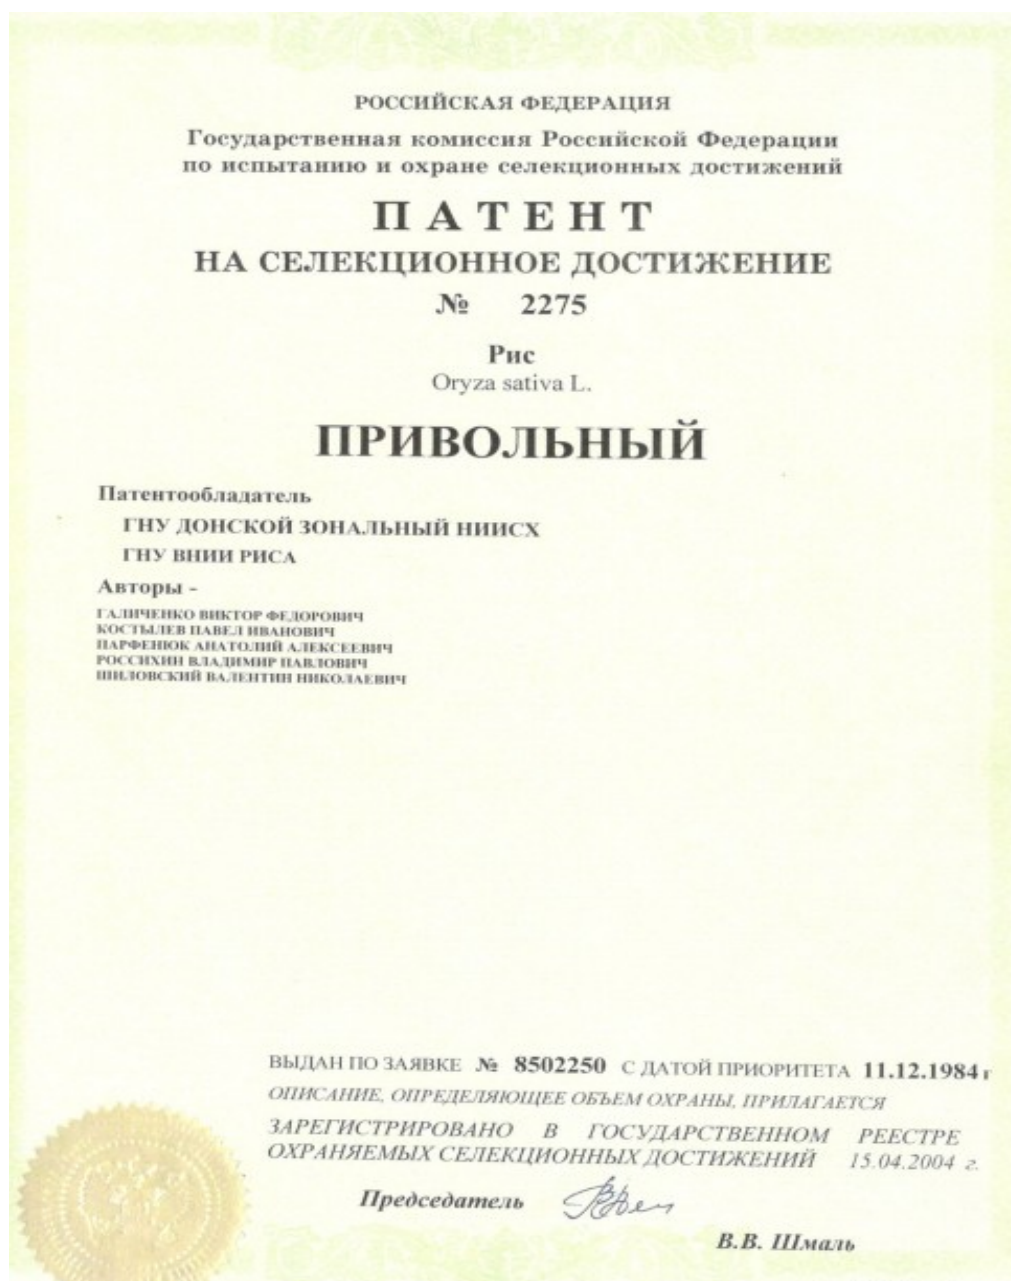 РОССИЙСКАЯ ФЕДЕРАЦИЯ
Государственная комиссия Российской Федерации
по испытанию и охране селекционных достижений
ПАТЕНТ
НА СЕЛЕКЦИОННОЕ ДОСТИЖЕНИЕ
№ 2275
Рис
Oryza sativa L.
ПРИВОЛЬНЫЙ
Патентообладатель
ГНУ ДОНСКОЙ ЗОНАЛЬНЫЙ НИИСХ
ГНУ ВНИИ РИСА
Авторы -
ГАЛИЧЕНКО ВИКТОР ФЕДОРОВИЧ
КОСТЫЛЕВ ПАВЕЛ ИВАНОВИЧ
ПАРФЕНЮК АНАТОЛИЙ АЛЕКСЕЕВИЧ
РОССИХИН ВЛАДИМИР ПАВЛОВИЧ
ШИЛОВСКИЙ ВАЛЕНТИН НИКОЛАЕВИЧ
ВЫДАН ПО ЗАЯВКЕ № 8502250 С ДАТОЙ ПРИОРИТЕТА 11.12.1984 г
ОПИСАНИЕ, ОПРЕДЕЛЯЮЩЕЕ ОБЪЕМ ОХРАНЫ, ПРИЛАГАЕТСЯ
ЗАРЕГИСТРИРОВАНО В ГОСУДАРСТВЕННОМ РЕЕСТРЕ
ОХРАНЯЕМЫХ СЕЛЕКЦИОННЫХ ДОСТИЖЕНИЙ 15.04.2004 г.
Председатель
В.В. Шмаль